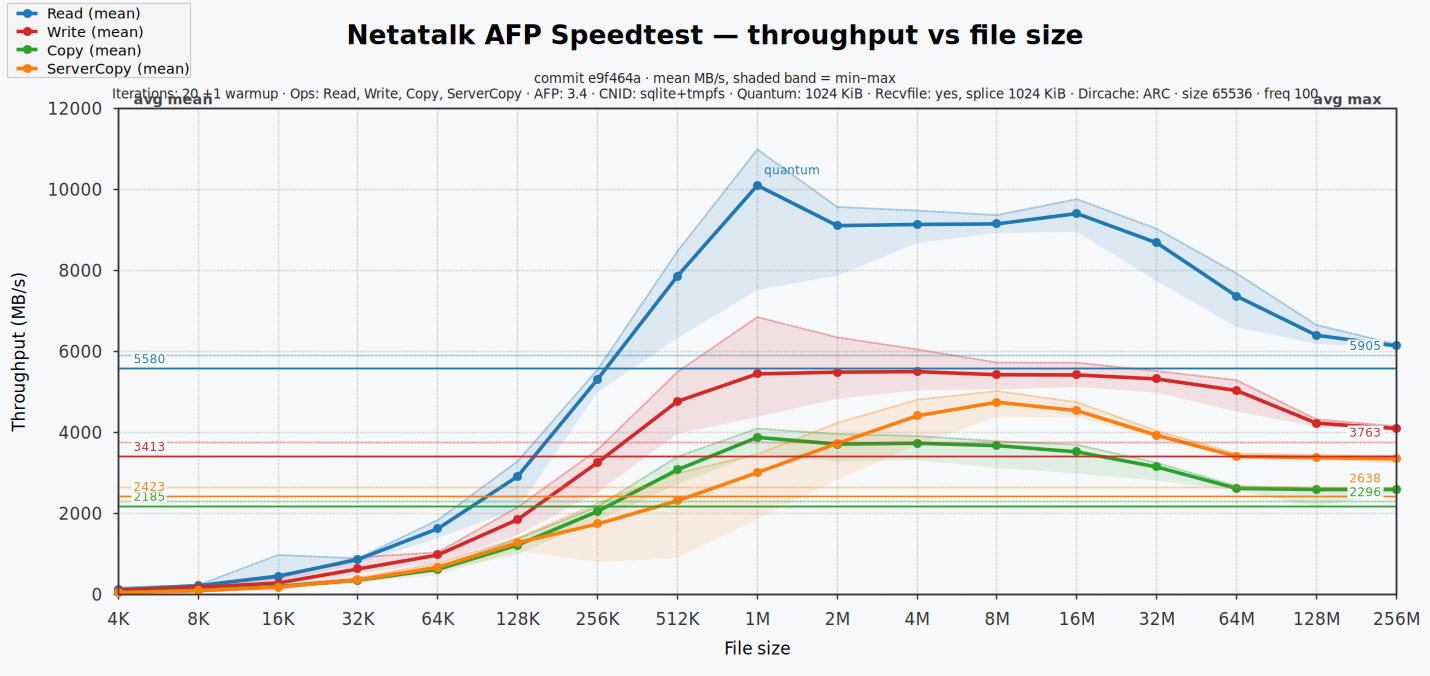 Read (mean)
Write (mean)
Copy (mean)
ServerCopy (mean)
Netatalk AFP Speedtest — throughput vs file size
commit e9f464a · mean MB/s, shaded band = min–max
Iterations: 20 +1 warmup · Ops: Read, Write, Copy, ServerCopy · AFP: 3.4 · CNID: sqlite+tmpfs · Quantum: 1024 KiB · Recvfile: yes, splice 1024 KiB · Dircache: ARC · size 65536 · freq 100
avg mean
avg max
12000
10000
8000
6000
4000
2000
0
Throughput (MB/s)
quantum
5580
5905
3413
3763
2423
2638
2185
2296
4K 8K 16K 32K 64K 128K 256K 512K 1M 2M 4M 8M 16M 32M 64M 128M 256M
File size